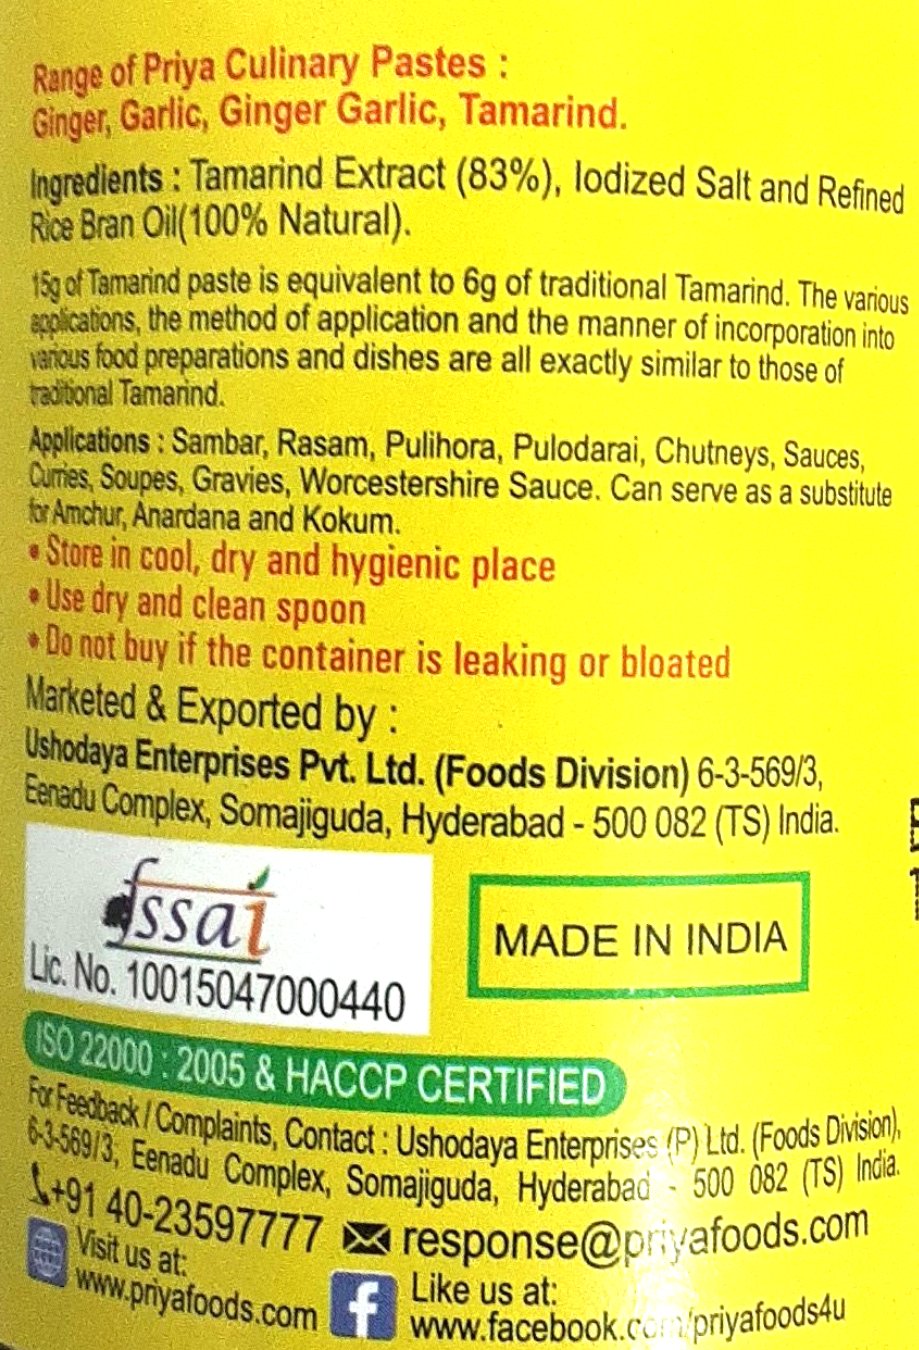 Range of Priya Culinary Pastes :
Ginger, Garlic, Ginger Garlic, Tamarind.
Ingredients : Tamarind Extract (83%), Iodized Salt and Refined
Rice Bran Oil(100% Natural).
15g of Tamarind paste is equivalent to 6g of traditional Tamarind. The various
applications, the method of application and the manner of incorporation into
various food preparations and dishes are all exactly similar to those of
traditional Tamarind.
Applications : Sambar, Rasam, Pulihora, Pulodarai, Chutneys, Sauces,
Curries, Soupes, Gravies, Worcestershire Sauce. Can serve as a substitute
for Amchur, Anardana and Kokum.
• Store in cool, dry and hygienic place
• Use dry and clean spoon
• Do not buy if the container is leaking or bloated
Marketed & Exported by :
Ushodaya Enterprises Pvt. Ltd. (Foods Division) 6-3-569/3,
Eenadu Complex, Somajiguda, Hyderabad - 500 082 (TS) India.
fssai
Lic. No. 10015047000440
MADE IN INDIA
ISO 22000 : 2005 & HACCP CERTIFIED
For Feedback / Complaints, Contact : Ushodaya Enterprises (P) Ltd. (Foods Division),
6-3-569/3, Eenadu Complex, Somajiguda, Hyderabad - 500 082 (TS) India.
+91 40-23597777 response@priyafoods.com
Visit us at:
www.priyafoods.com
f
Like us at:
www.facebook.com/priyafoods4u